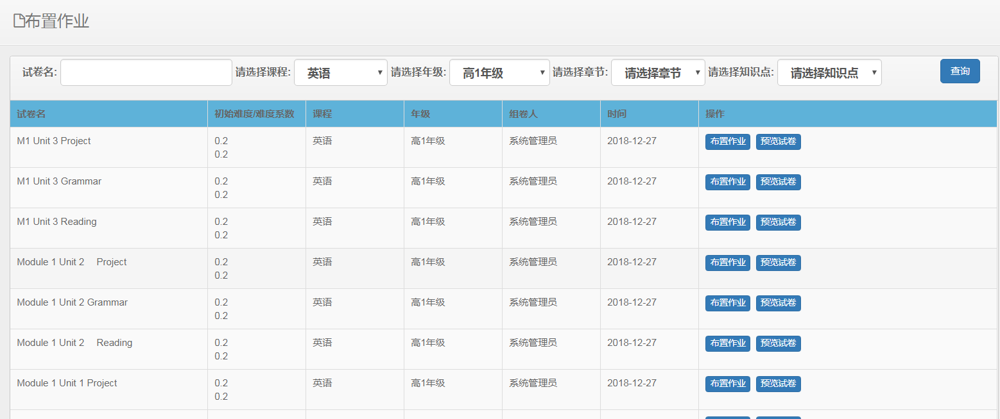 布置作业
试卷名: 请选择课程: 英语 请选择年级: 高1年级 请选择章节: 请选择章节 请选择知识点: 请选择知识点 查询
试卷名 初始难度/难度系数 课程 年级 组卷人 时间 操作
M1 Unit 3 Project 0.2 英语 高1年级 系统管理员 2018-12-27 布置作业 预览试卷
0.2
M1 Unit 3 Grammar 0.2 英语 高1年级 系统管理员 2018-12-27 布置作业 预览试卷
0.2
M1 Unit 3 Reading 0.2 英语 高1年级 系统管理员 2018-12-27 布置作业 预览试卷
0.2
Module 1 Unit 2 Project 0.2 英语 高1年级 系统管理员 2018-12-27 布置作业 预览试卷
0.2
Module 1 Unit 2 Grammar 0.2 英语 高1年级 系统管理员 2018-12-27 布置作业 预览试卷
0.2
Module 1 Unit 2 Reading 0.2 英语 高1年级 系统管理员 2018-12-27 布置作业 预览试卷
0.2
Module 1 Unit 1 Project 0.2 英语 高1年级 系统管理员 2018-12-27 布置作业 预览试卷
0.2